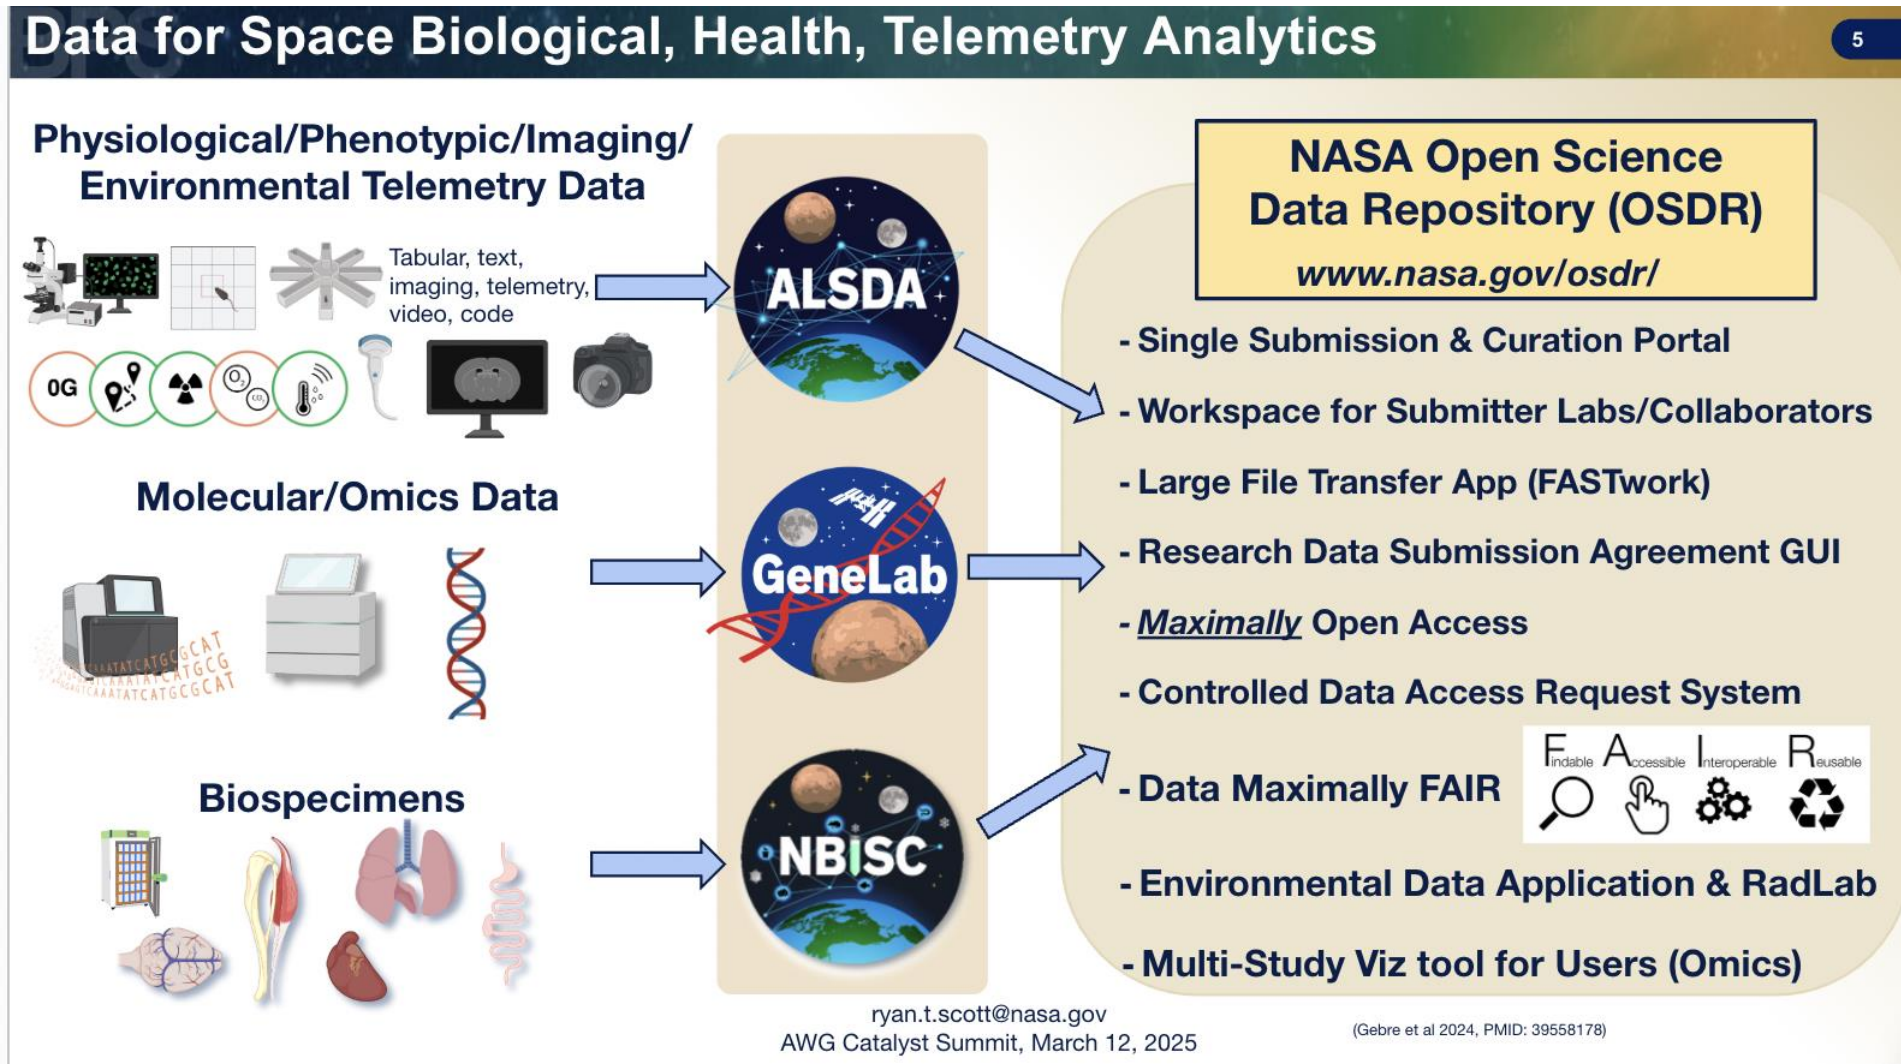 Data for Space Biological, Health, Telemetry Analytics
5
Physiological/Phenotypic/Imaging/
Environmental Telemetry Data
Tabular, text,
imaging, telemetry,
video, code
0G
O2
CO2
Molecular/Omics Data
Biospecimens
ALSDA
GeneLab
NBiSC
NASA Open Science
Data Repository (OSDR)
www.nasa.gov/osdr/
- Single Submission & Curation Portal
- Workspace for Submitter Labs/Collaborators
- Large File Transfer App (FASTwork)
- Research Data Submission Agreement GUI
- Maximally Open Access
- Controlled Data Access Request System
- Data Maximally FAIR
Findable Accessible Interoperable Reusable
- Environmental Data Application & RadLab
- Multi-Study Viz tool for Users (Omics)
ryan.t.scott@nasa.gov
AWG Catalyst Summit, March 12, 2025
(Gebre et al 2024, PMID: 39558178)